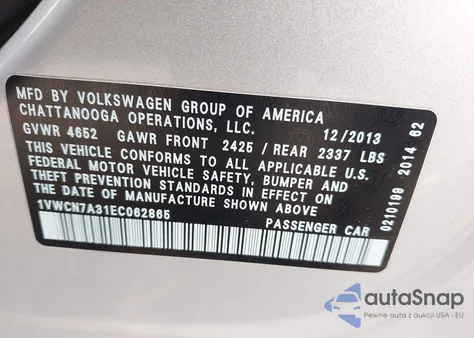 MFD BY VOLKSWAGEN GROUP OF AMERICA
CHATTANOOGA OPERATIONS, LLC. 12/2013
GVWR 4652 GAWR FRONT 2425 / REAR 2337 LBS
THIS VEHICLE CONFORMS TO ALL APPLICABLE U.S.
FEDERAL MOTOR VEHICLE SAFETY, BUMPER AND
THEFT PREVENTION STANDARDS IN EFFECT ON
THE DATE OF MANUFACTURE SHOWN ABOVE.
1VWCN7A31EC062865 PASSENGER CAR
0210199 2014 62
autoSnap
Pewne auta z aukcji USA i EU